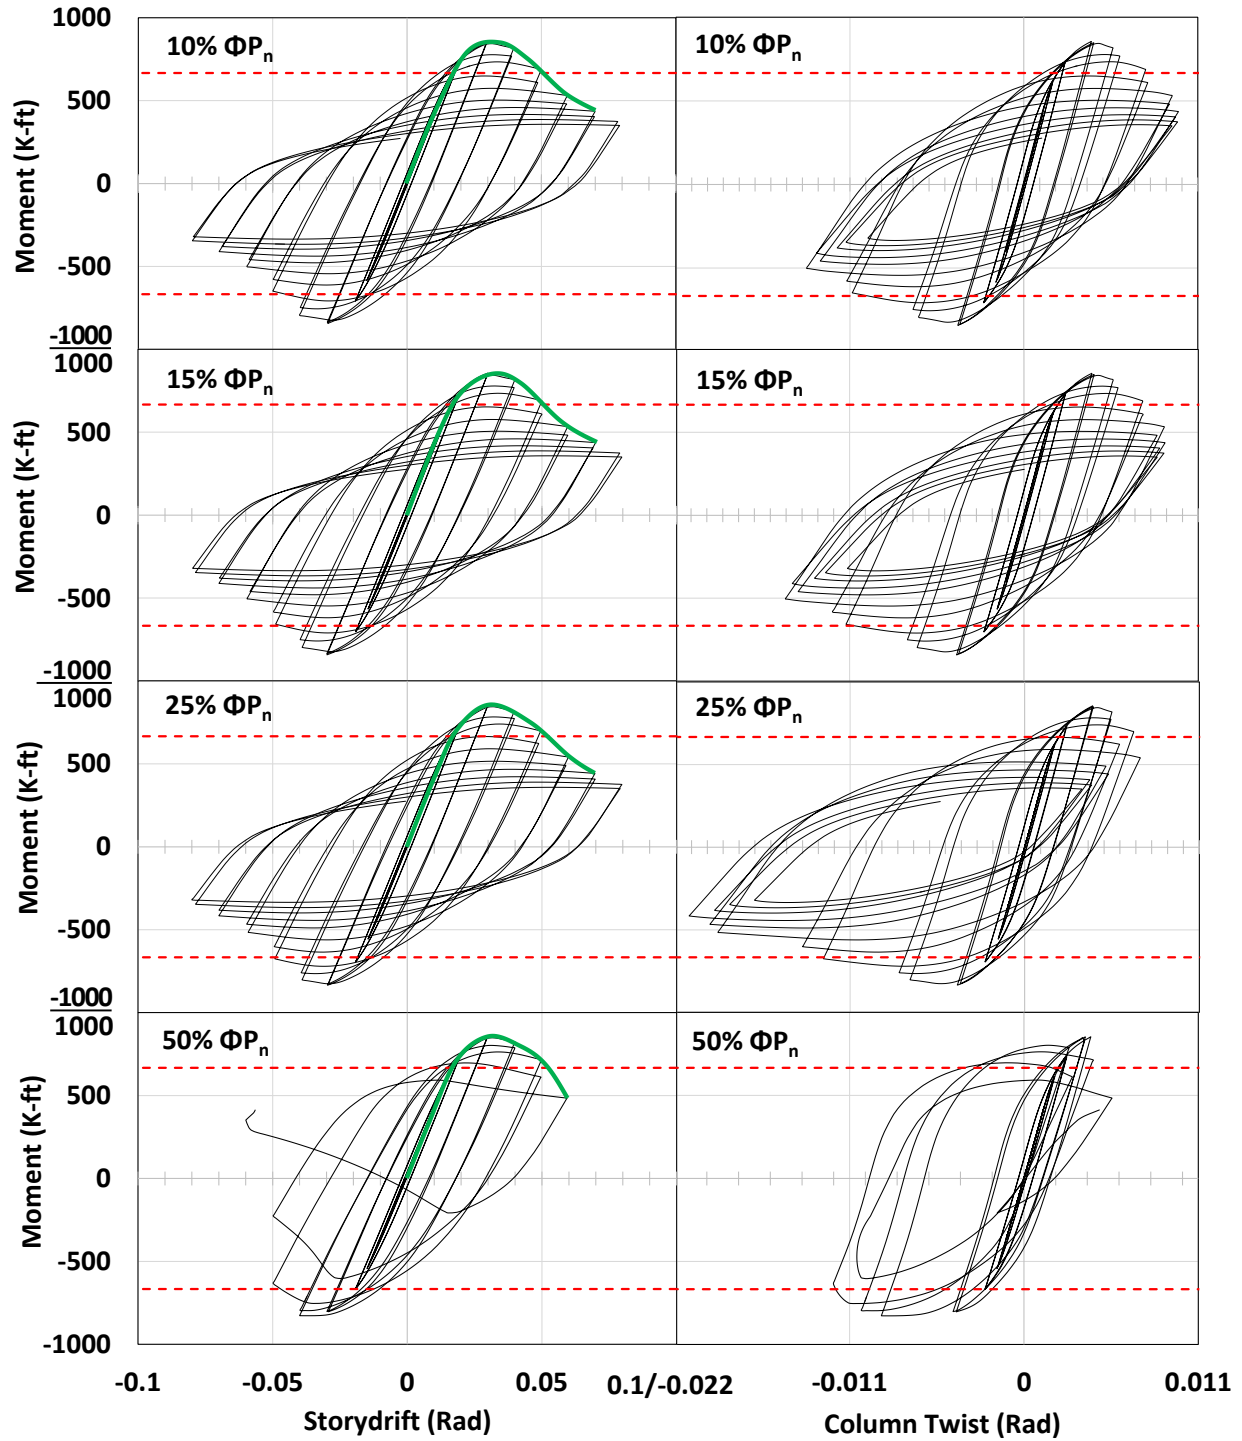 1000
10% ΦPn
10% ΦPn
500
0
-500
-1000
Moment (K-ft)
1000
15% ΦPn
15% ΦPn
500
0
-500
-1000
Moment (K-ft)
1000
25% ΦPn
25% ΦPn
500
0
-500
-1000
Moment (K-ft)
1000
50% ΦPn
50% ΦPn
500
0
-500
-1000
Moment (K-ft)
-0.1 -0.05 0 0.05 0.1/-0.022 -0.011 0 0.011
Storydrift (Rad)
Column Twist (Rad)